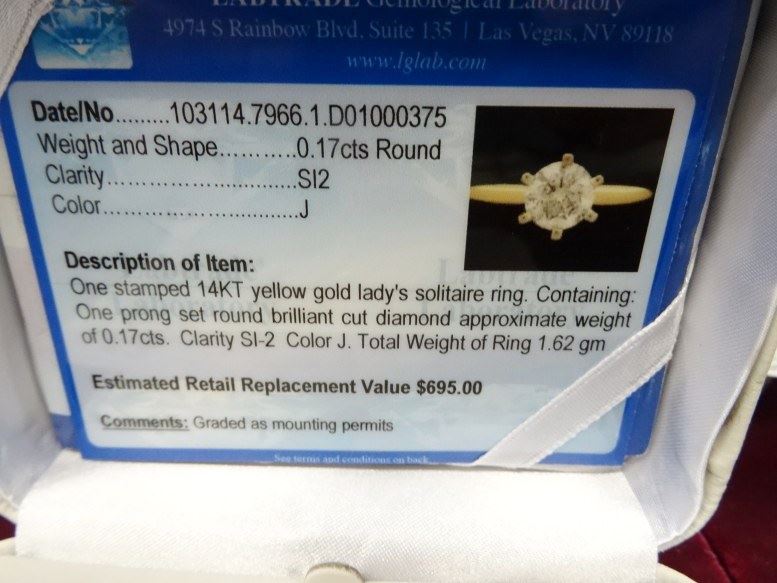 LABTRADE Gemological Laboratory
4974 S Rainbow Blvd. Suite 135 | Las Vegas, NV 89118
www.lglab.com
Date/No.........103114.7966.1.D01000375
Weight and Shape...........0.17cts Round
Clarity..............................SI2
Color...............................J
Description of Item:
One stamped 14KT yellow gold lady's solitaire ring. Containing:
One prong set round brilliant cut diamond approximate weight
of 0.17cts. Clarity SI-2 Color J. Total Weight of Ring 1.62 gm
Estimated Retail Replacement Value $695.00
Comments: Graded as mounting permits
See terms and conditions on back